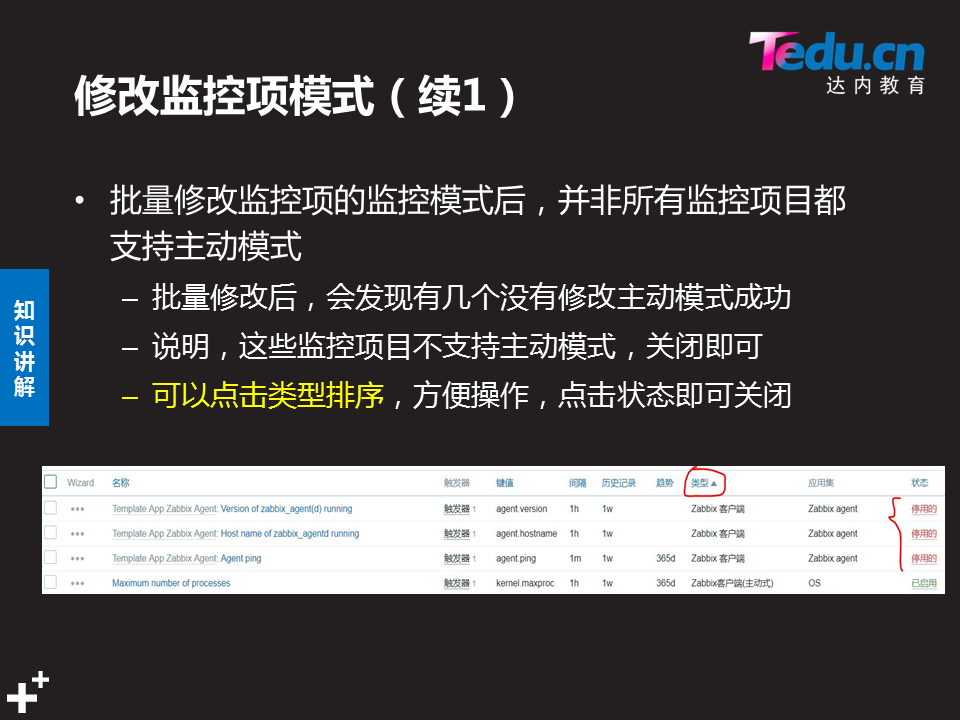 Tedu.cn
达内教育
修改监控项模式（续1）
• 批量修改监控项的监控模式后，并非所有监控项目都
支持主动模式
– 批量修改后，会发现有几个没有修改主动模式成功
– 说明，这些监控项目不支持主动模式，关闭即可
– 可以点击类型排序，方便操作，点击状态即可关闭
知识讲解
Wizard 名称 触发器 键值 间隔 历史记录 趋势 类型▲ 应用集 状态
••• Template App Zabbix Agent: Version of zabbix_agent(d) running 触发器 1 agent.version 1h 1w Zabbix 客户端 Zabbix agent 停用的
••• Template App Zabbix Agent: Host name of zabbix_agentd running 触发器 1 agent.hostname 1h 1w Zabbix 客户端 Zabbix agent 停用的
••• Template App Zabbix Agent: Agent ping 触发器 1 agent.ping 1m 1w 365d Zabbix 客户端 Zabbix agent 停用的
••• Maximum number of processes 触发器 1 kernel.maxproc 1h 1w 365d Zabbix客户端(主动式) OS 已启用